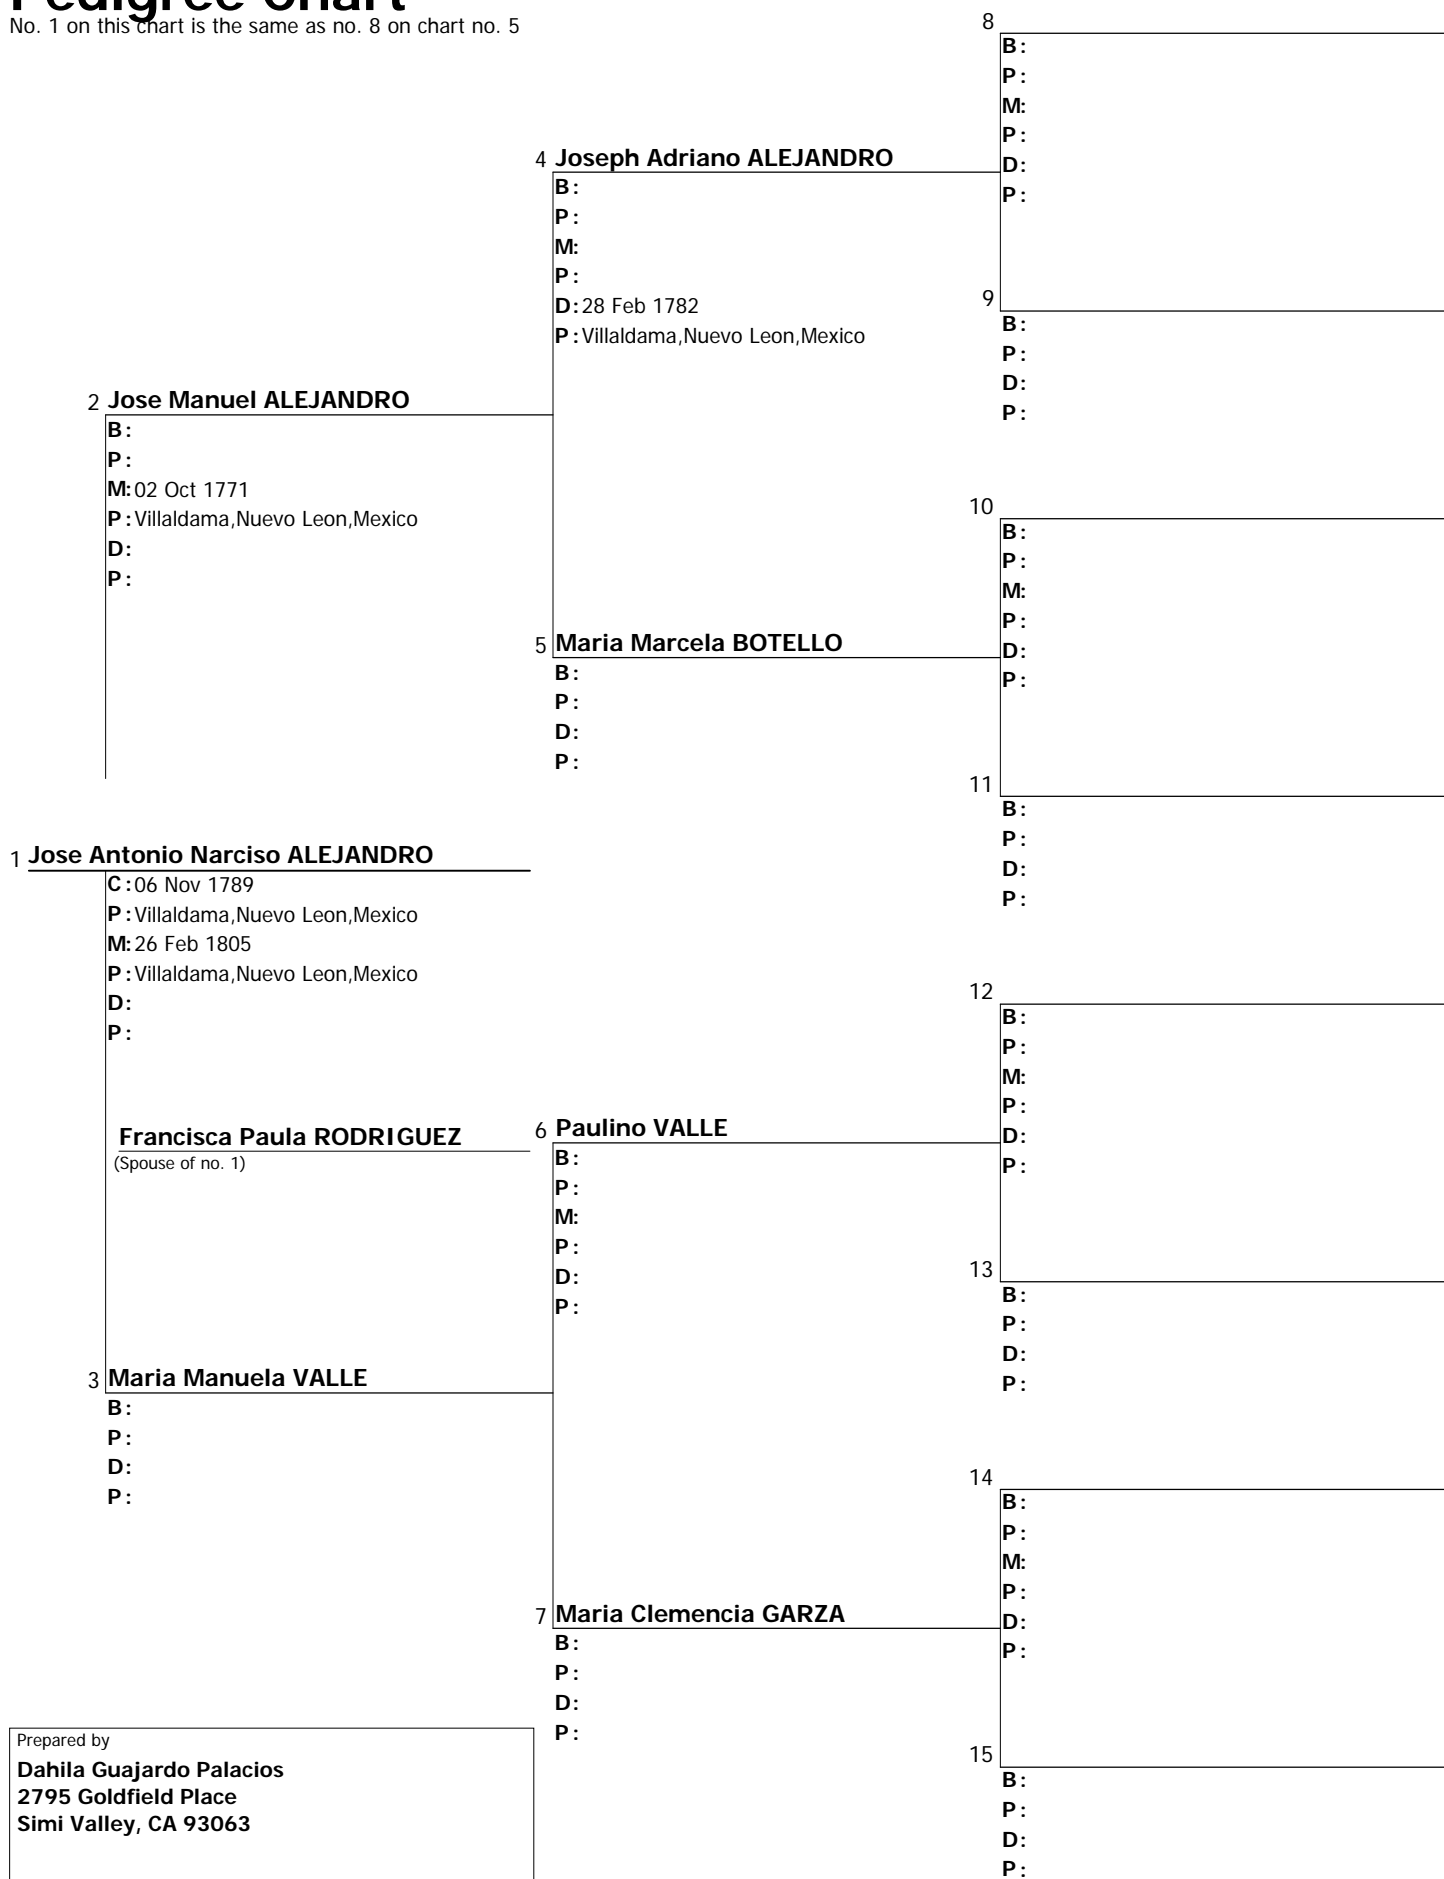 Pedigree Chart
No. 1 on this chart is the same as no. 8 on chart no. 5
1 Jose Antonio Narciso ALEJANDRO
C: 06 Nov 1789
P: Villaldama,Nuevo Leon,Mexico
M: 26 Feb 1805
P: Villaldama,Nuevo Leon,Mexico
D:
P:
Francisca Paula RODRIGUEZ
(Spouse of no. 1)
2 Jose Manuel ALEJANDRO
B:
P:
M: 02 Oct 1771
P: Villaldama,Nuevo Leon,Mexico
D:
P:
3 Maria Manuela VALLE
B:
P:
D:
P:
4 Joseph Adriano ALEJANDRO
B:
P:
M:
P:
D: 28 Feb 1782
P: Villaldama,Nuevo Leon,Mexico
5 Maria Marcela BOTELLO
B:
P:
D:
P:
6 Paulino VALLE
B:
P:
M:
P:
D:
P:
7 Maria Clemencia GARZA
B:
P:
D:
P:
8
B:
P:
M:
P:
D:
P:
9
B:
P:
D:
P:
10
B:
P:
M:
P:
D:
P:
11
B:
P:
D:
P:
12
B:
P:
M:
P:
D:
P:
13
B:
P:
D:
P:
14
B:
P:
M:
P:
D:
P:
15
B:
P:
D:
P:
Prepared by
Dahila Guajardo Palacios
2795 Goldfield Place
Simi Valley, CA 93063